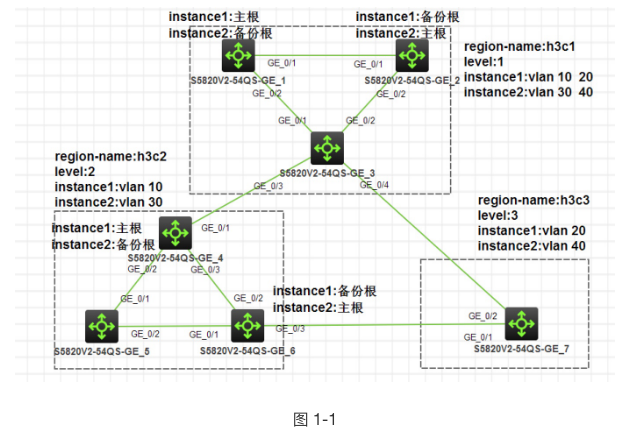 instance1:主根
instance2:备份根
instance1:备份根
instance2:主根
GE_0/1
GE_0/1
S5820V2-54QS-GE_1
S5820V2-54QS-GE_2
GE_0/2
GE_0/2
region-name:h3c1
level:1
instance1:vlan 10 20
instance2:vlan 30 40
GE_0/1
GE_0/2
S5820V2-54QS-GE_3
GE_0/3
GE_0/4
region-name:h3c2
level:2
instance1:vlan 10
instance2:vlan 30
instance1:主根
instance2:备份根
GE_0/1
S5820V2-54QS-GE_4
GE_0/2
GE_0/3
region-name:h3c3
level:3
instance1:vlan 20
instance2:vlan 40
instance1:备份根
instance2:主根
GE_0/1
GE_0/2
GE_0/2
GE_0/1
GE_0/3
S5820V2-54QS-GE_5
S5820V2-54QS-GE_6
GE_0/2
GE_0/1
S5820V2-54QS-GE_7
图 1-1